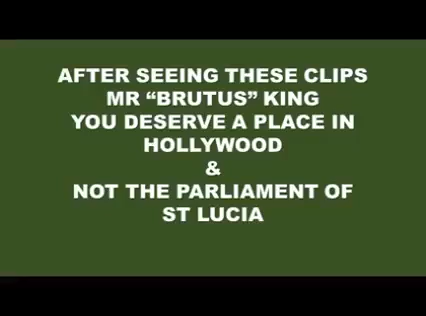 AFTER SEEING THESE CLIPS
MR “BRUTUS” KING
YOU DESERVE A PLACE IN
HOLLYWOOD
&
NOT THE PARLIAMENT OF
ST LUCIA